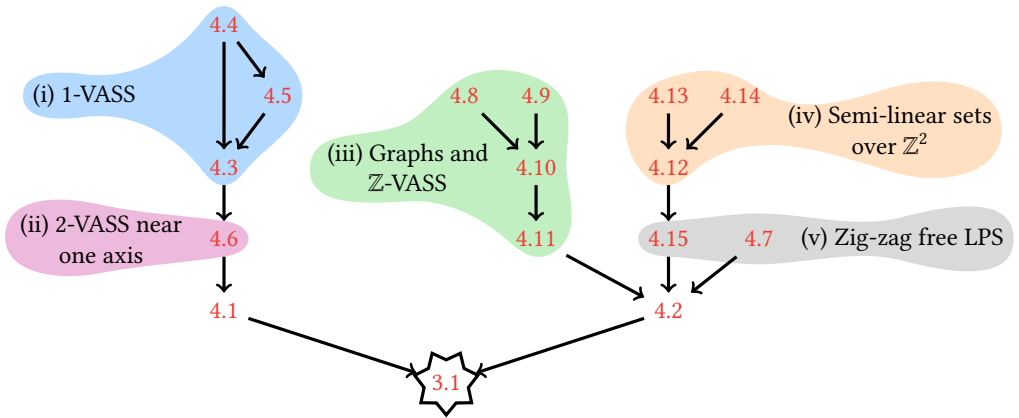 4.4
(i) 1-VASS
4.5
4.8
4.9
4.13
4.14
(iv) Semi-linear sets
over ℤ²
4.3
(iii) Graphs and
ℤ-VASS
4.10
4.12
(ii) 2-VASS near
one axis
4.6
4.11
4.15
4.7
(v) Zig-zag free LPS
4.1
4.2
3.1